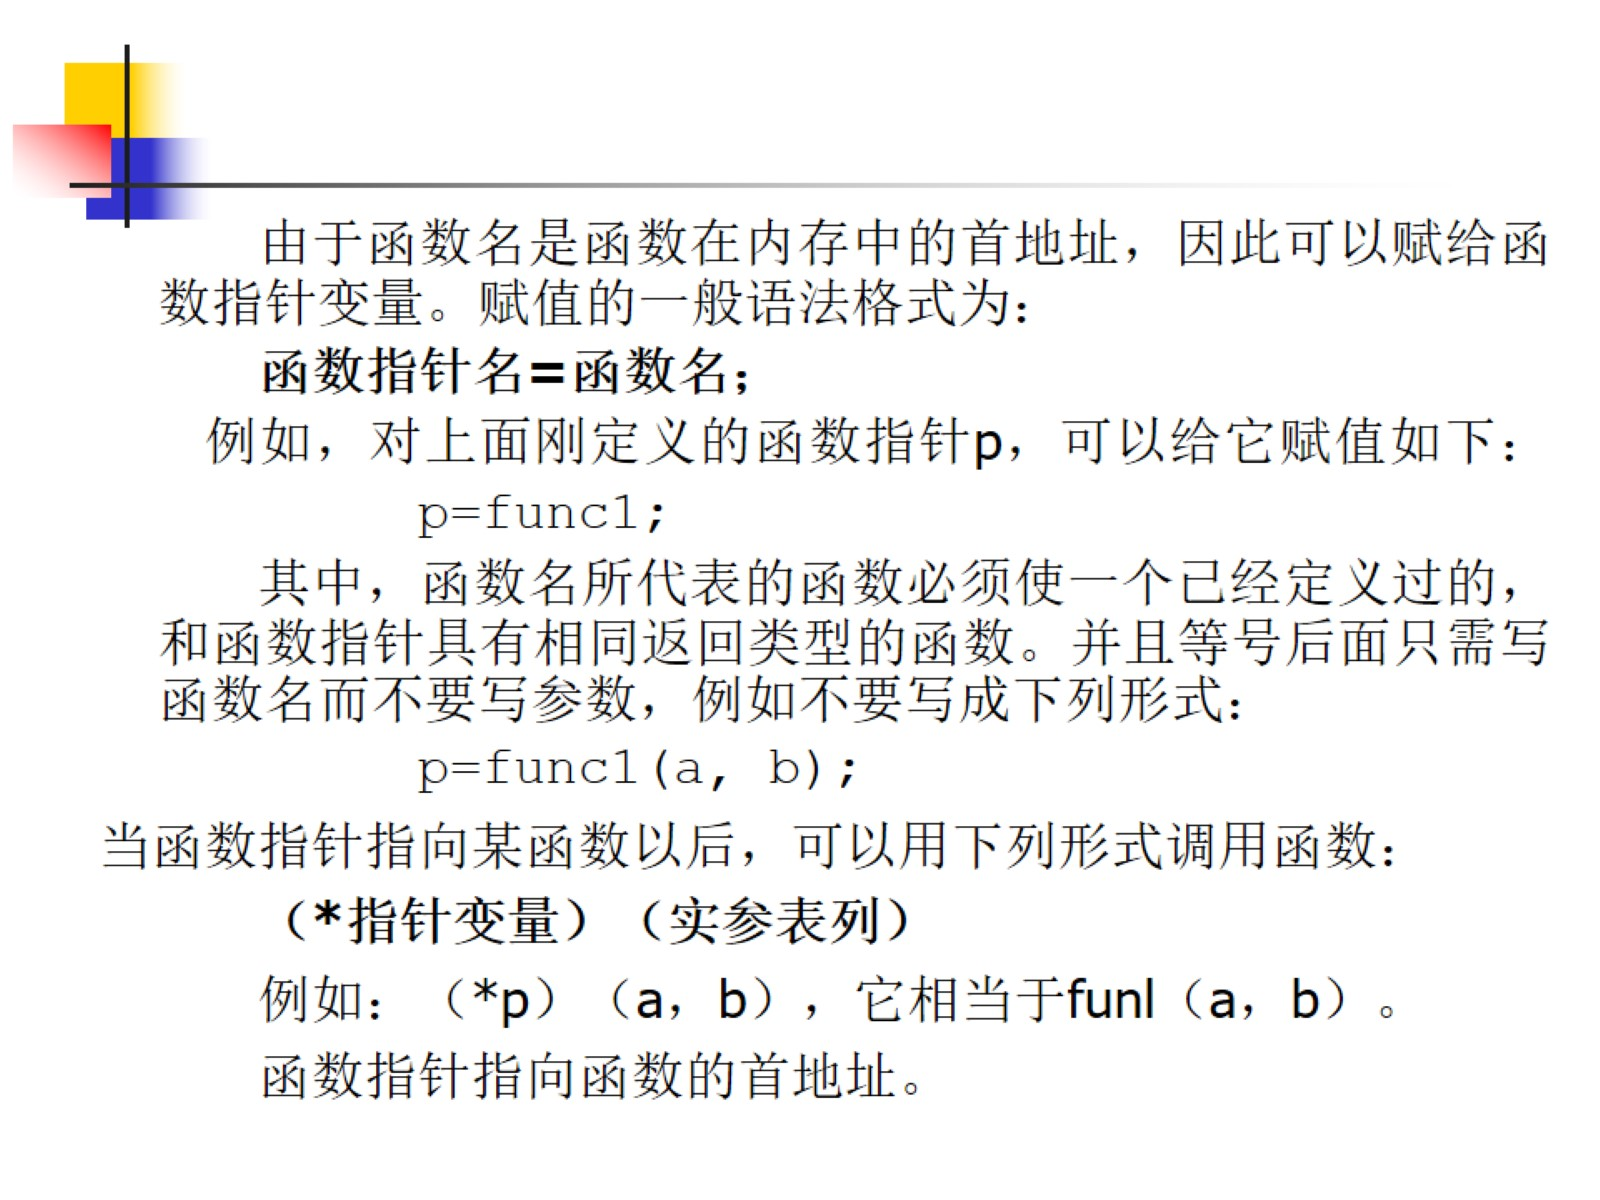 由于函数名是函数在内存中的首地址，因此可以赋给函
数指针变量。赋值的一般语法格式为：
函数指针名=函数名；
例如，对上面刚定义的函数指针p，可以给它赋值如下：
p=func1;
其中，函数名所代表的函数必须使一个已经定义过的，
和函数指针具有相同返回类型的函数。并且等号后面只需写
函数名而不要写参数，例如不要写成下列形式：
p=func1(a, b);
当函数指针指向某函数以后，可以用下列形式调用函数：
（*指针变量）（实参表列）
例如：（*p）（a，b），它相当于funl（a，b）。
函数指针指向函数的首地址。